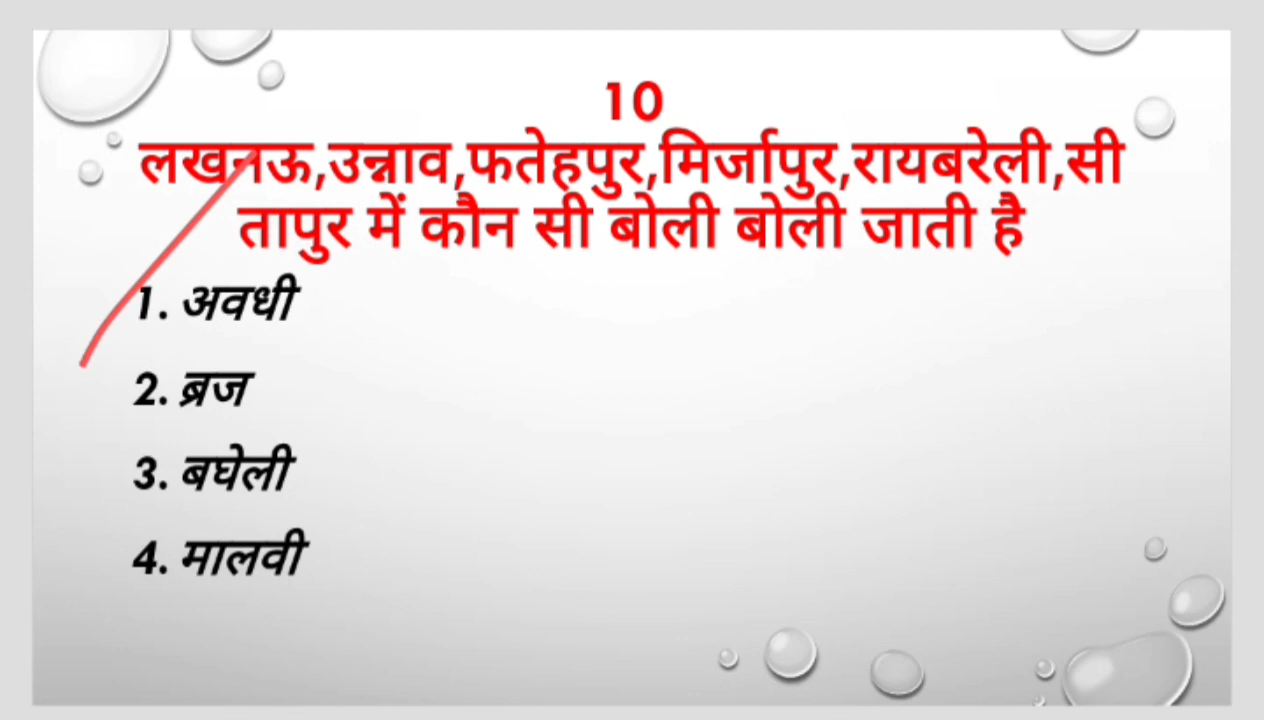 10
लखनऊ,उन्नाव,फतेहपुर,मिर्जापुर,रायबरेली,सी
तापुर में कौन सी बोली बोली जाती है
1. अवधी
2. ब्रज
3. बघेली
4. मालवी